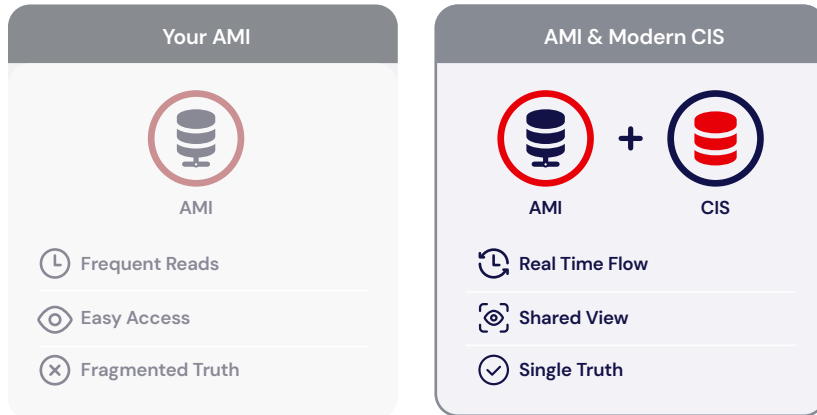 Your AMI
AMI
Frequent Reads
Easy Access
Fragmented Truth
AMI & Modern CIS
AMI
CIS
Real Time Flow
Shared View
Single Truth